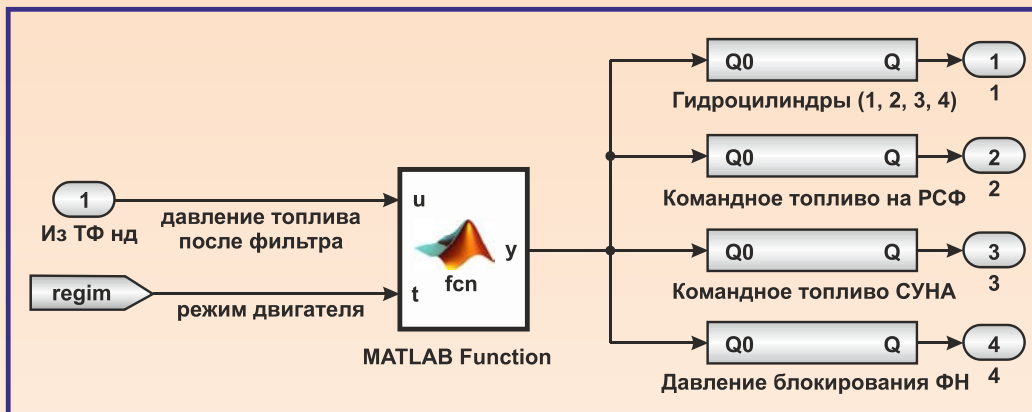 Q0 Q 1
Гидроцилиндры (1, 2, 3, 4) 1
Q0 Q 2
Командное топливо на РСФ 2
1
Из ТФ нд
давление топлива
после фильтра
u
y
fcn
t
regim
режим двигателя
MATLAB Function
Q0 Q 3
Командное топливо СУНА 3
Q0 Q 4
Давление блокирования ФН 4